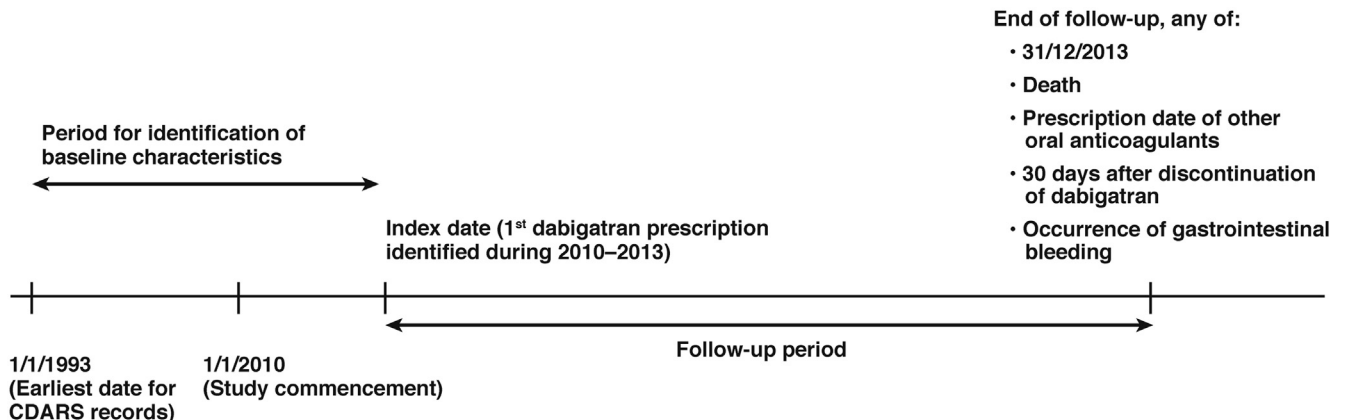 End of follow-up, any of:
· 31/12/2013
· Death
· Prescription date of other
oral anticoagulants
· 30 days after discontinuation
of dabigatran
· Occurrence of gastrointestinal
bleeding
Period for identification of
baseline characteristics
Index date (1st dabigatran prescription
identified during 2010–2013)
Follow-up period
1/1/1993
(Earliest date for
CDARS records)
1/1/2010
(Study commencement)